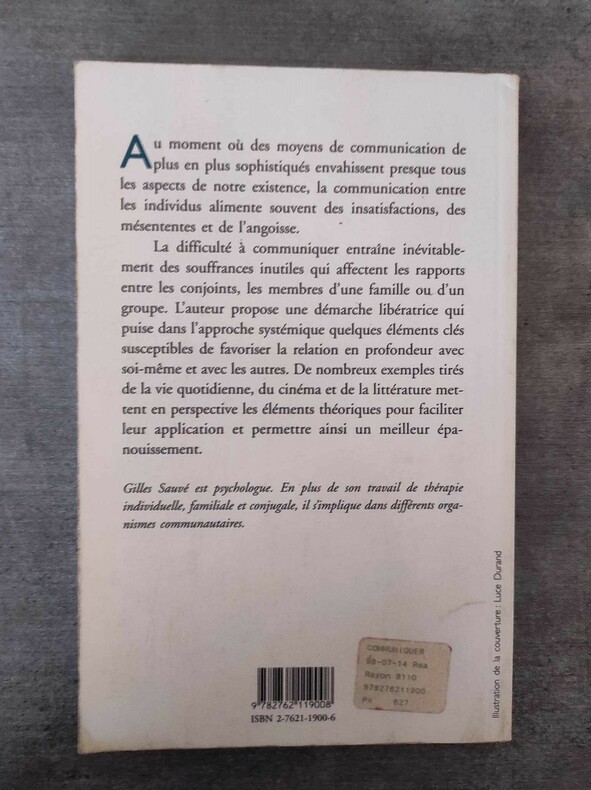 Au moment où des moyens de communication de
plus en plus sophistiqués envahissent presque tous
les aspects de notre existence, la communication entre
les individus alimente souvent des insatisfactions, des
mésententes et de l'angoisse.
La difficulté à communiquer entraîne inévitable-
ment des souffrances inutiles qui affectent les rapports
entre les conjoints, les membres d'une famille ou d'un
groupe. L'auteur propose une démarche libératrice qui
puise dans l'approche systémique quelques éléments clés
susceptibles de favoriser la relation en profondeur avec
soi-même et avec les autres. De nombreux exemples tirés
de la vie quotidienne, du cinéma et de la littérature met-
tent en perspective les éléments théoriques pour faciliter
leur application et permettre ainsi un meilleur épa-
nouissement.
Gilles Sauvé est psychologue. En plus de son travail de thérapie
individuelle, familiale et conjugale, il s'implique dans différents orga-
nismes communautaires.
Illustration de la couverture : Luce Durand
COMMUNIQUER
-07-14 Rea
Rayon 8110
978276211900
Px 627
9 782762 119008
ISBN 2-7621-1900-6